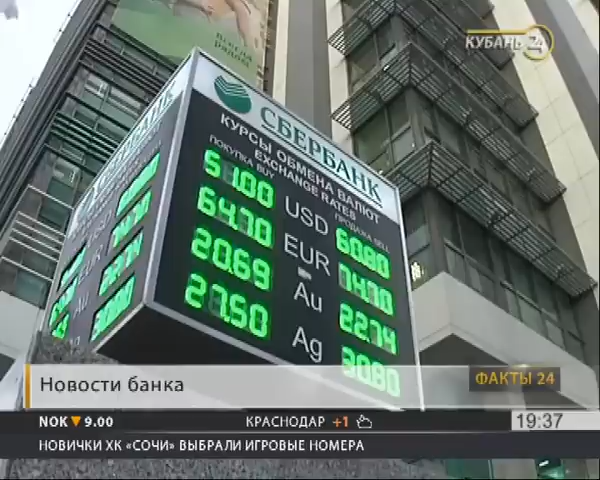 КУБАНЬ 24
СБЕРБАНК
КУРСЫ ОБМЕНА ВАЛЮТ
EXCHANGE RATES
ПОКУПКА BUY
ПРОДАЖА SELL
51.00 USD 60.90
64.70 EUR 74.70
20.69 Au 22.74
27.50 Ag 30.80
Новости банка
ФАКТЫ 24
NOK ▼ 9.00 КРАСНОДАР +1 19:37
НОВИЧКИ ХК «СОЧИ» ВЫБРАЛИ ИГРОВЫЕ НОМЕРА